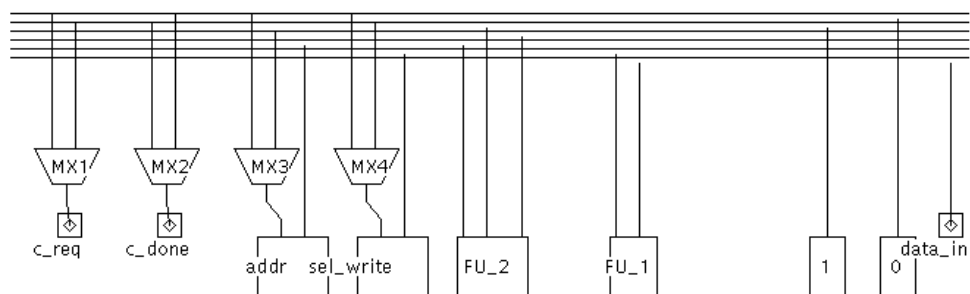 MX1 MX2 MX3 MX4
c_req c_done data_in
addr sel_write FU_2 FU_1 1 0